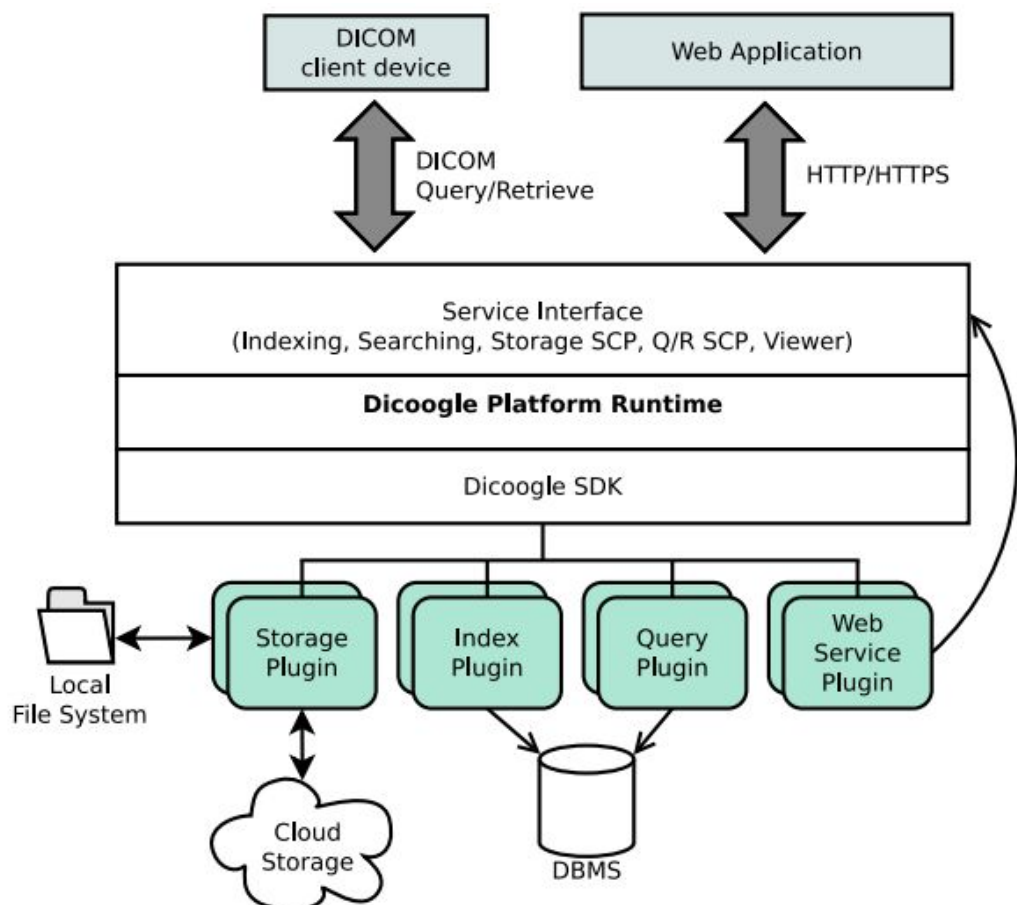 DICOM
client device
Web Application
DICOM
Query/Retrieve
HTTP/HTTPS
Service Interface
(Indexing, Searching, Storage SCP, Q/R SCP, Viewer)
Dicoogle Platform Runtime
Dicoogle SDK
Storage
Plugin
Index
Plugin
Query
Plugin
Web
Service
Plugin
Local
File System
Cloud
Storage
DBMS